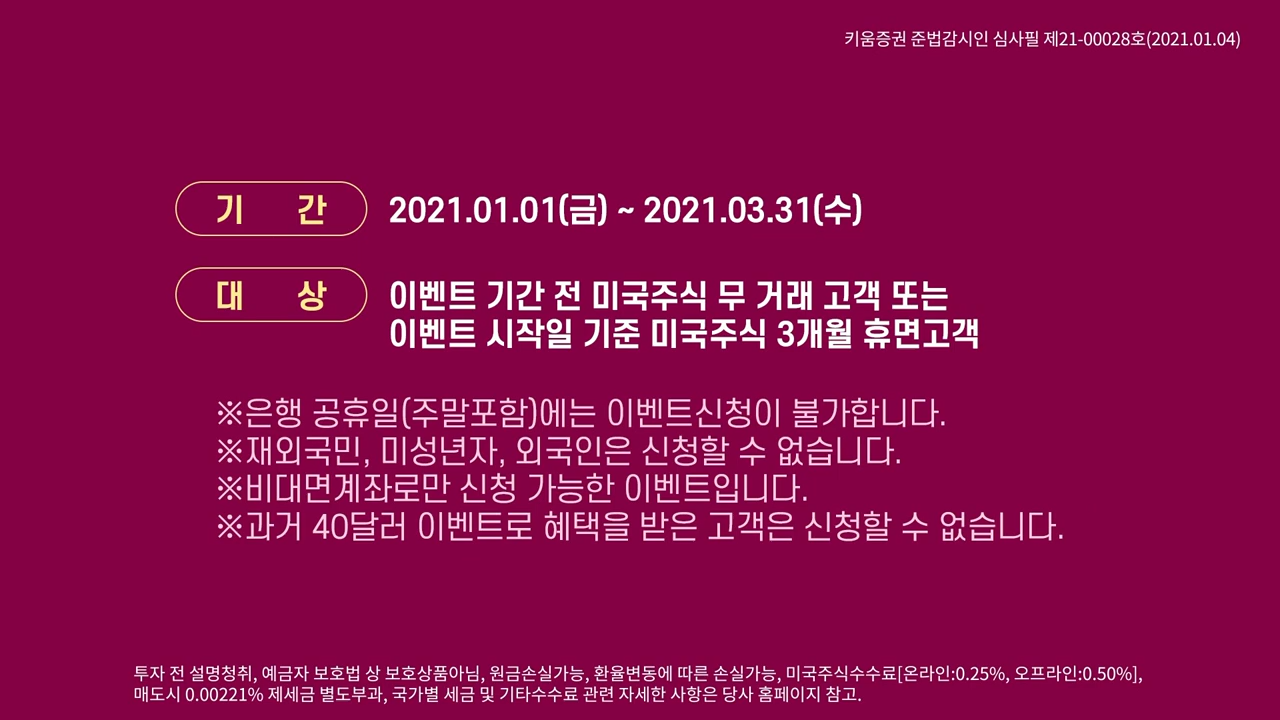 키움증권 준법감시인 심사필 제21-00028호(2021.01.04)
기 간 2021.01.01(금) ~ 2021.03.31(수)
대 상 이벤트 기간 전 미국주식 무 거래 고객 또는
이벤트 시작일 기준 미국주식 3개월 휴면고객
※은행 공휴일(주말포함)에는 이벤트신청이 불가합니다.
※재외국민, 미성년자, 외국인은 신청할 수 없습니다.
※비대면계좌로만 신청 가능한 이벤트입니다.
※과거 40달러 이벤트로 혜택을 받은 고객은 신청할 수 없습니다.
투자 전 설명청취, 예금자 보호법 상 보호상품아님, 원금손실가능, 환율변동에 따른 손실가능, 미국주식수수료[온라인:0.25%, 오프라인:0.50%],
매도시 0.00221% 제세금 별도부과, 국가별 세금 및 기타수수료 관련 자세한 사항은 당사 홈페이지 참고.